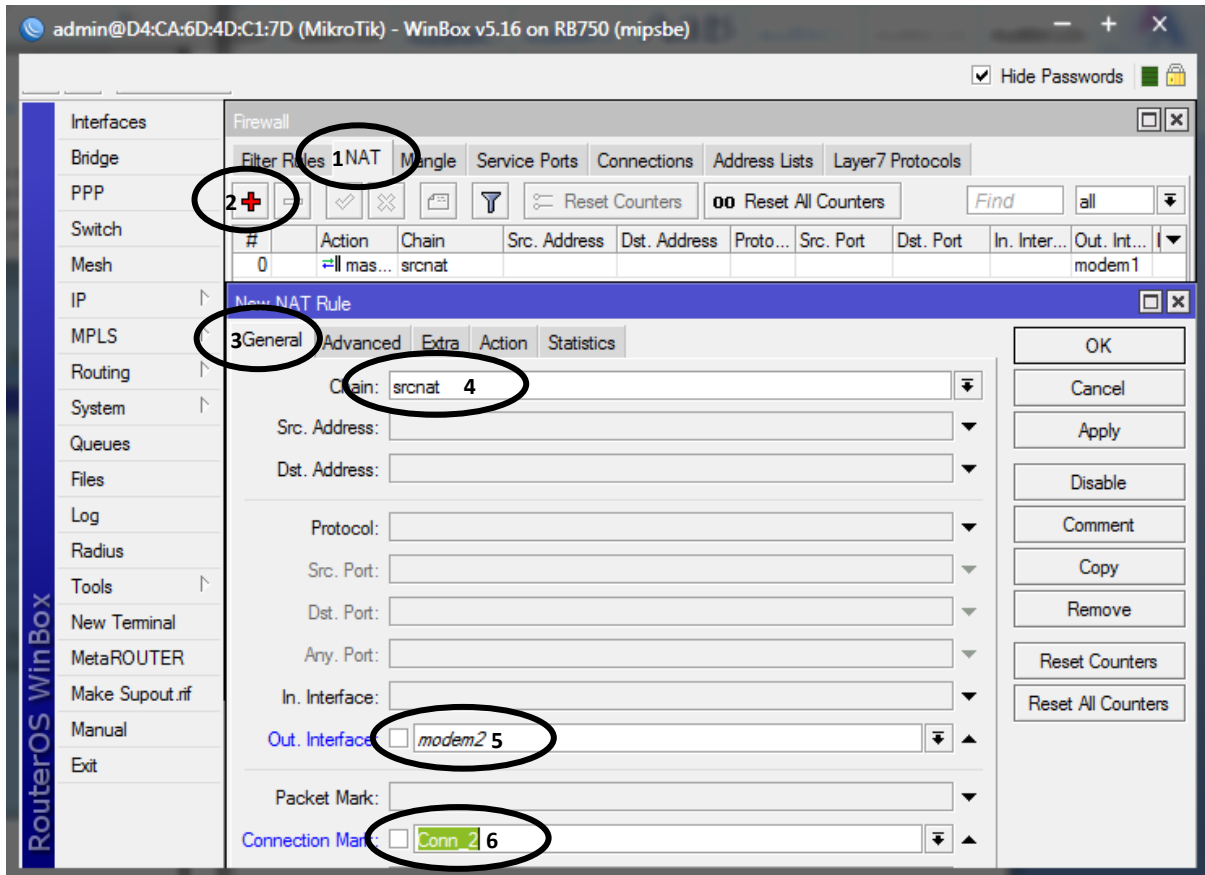 admin@D4:CA:6D:4D:C1:7D (MikroTik) - WinBox v5.16 on RB750 (mipsbe)
Hide Passwords
RouterOS WinBox
Interfaces
Bridge
PPP
Switch
Mesh
IP
MPLS
Routing
System
Queues
Files
Log
Radius
Tools
New Terminal
MetaROUTER
Make Supout.rif
Manual
Exit
Firewall
Filter Rules 1 NAT Mangle Service Ports Connections Address Lists Layer7 Protocols
2 Reset Counters 00 Reset All Counters Find all
# Action Chain Src. Address Dst. Address Proto... Src. Port Dst. Port In. Inter... Out. Int...
0 mas... srcnat modem1
New NAT Rule
3 General Advanced Extra Action Statistics
Chain: srcnat 4
Src. Address:
Dst. Address:
Protocol:
Src. Port:
Dst. Port:
Any. Port:
In. Interface:
Out. Interface: modem2 5
Packet Mark:
Connection Mark: Conn_2 6
OK
Cancel
Apply
Disable
Comment
Copy
Remove
Reset Counters
Reset All Counters